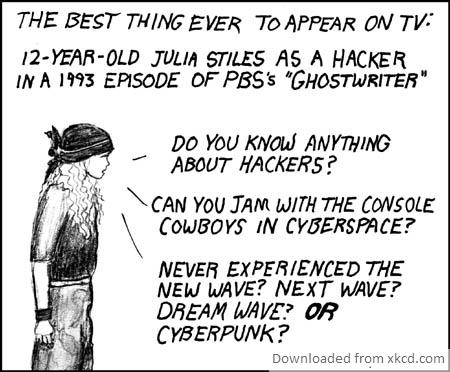 THE BEST THING EVER TO APPEAR ON TV:
12-YEAR-OLD JULIA STILES AS A HACKER
IN A 1993 EPISODE OF PBS's "GHOSTWRITER"
DO YOU KNOW ANYTHING
ABOUT HACKERS?
CAN YOU JAM WITH THE CONSOLE
COWBOYS IN CYBERSPACE?
NEVER EXPERIENCED THE
NEW WAVE? NEXT WAVE?
DREAM WAVE? OR
CYBERPUNK?
Downloaded from xkcd.com